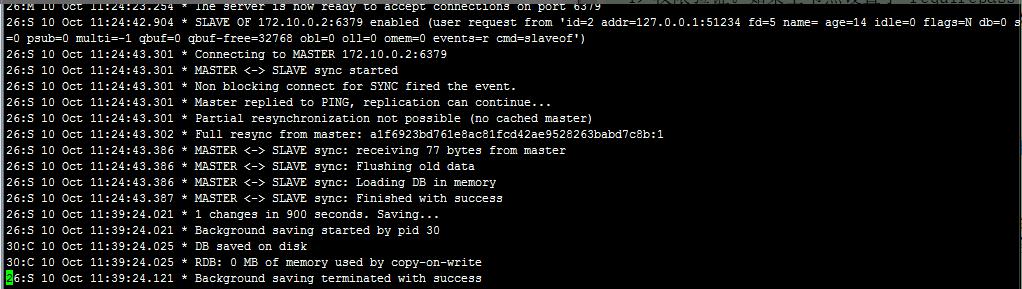 26:M 10 Oct 11:24:23.254 * The server is now ready to accept connections on port 6379
26:S 10 Oct 11:24:42.904 * SLAVE OF 172.10.0.2:6379 enabled (user request from 'id=2 addr=127.0.0.1:51234 fd=5 name= age=14 idle=0 flags=N db=0 s
=0 psub=0 multi=-1 qbuf=0 qbuf-free=32768 obl=0 oll=0 omem=0 events=r cmd=slaveof')
26:S 10 Oct 11:24:43.301 * Connecting to MASTER 172.10.0.2:6379
26:S 10 Oct 11:24:43.301 * MASTER <-> SLAVE sync started
26:S 10 Oct 11:24:43.301 * Non blocking connect for SYNC fired the event.
26:S 10 Oct 11:24:43.301 * Master replied to PING, replication can continue...
26:S 10 Oct 11:24:43.301 * Partial resynchronization not possible (no cached master)
26:S 10 Oct 11:24:43.302 * Full resync from master: a1f6923bd761e8ac81fcd42ae9528263babd7c8b:1
26:S 10 Oct 11:24:43.386 * MASTER <-> SLAVE sync: receiving 77 bytes from master
26:S 10 Oct 11:24:43.386 * MASTER <-> SLAVE sync: Flushing old data
26:S 10 Oct 11:24:43.386 * MASTER <-> SLAVE sync: Loading DB in memory
26:S 10 Oct 11:24:43.387 * MASTER <-> SLAVE sync: Finished with success
26:S 10 Oct 11:39:24.021 * 1 changes in 900 seconds. Saving...
26:S 10 Oct 11:39:24.021 * Background saving started by pid 30
30:C 10 Oct 11:39:24.025 * DB saved on disk
30:C 10 Oct 11:39:24.025 * RDB: 0 MB of memory used by copy-on-write
26:S 10 Oct 11:39:24.121 * Background saving terminated with success